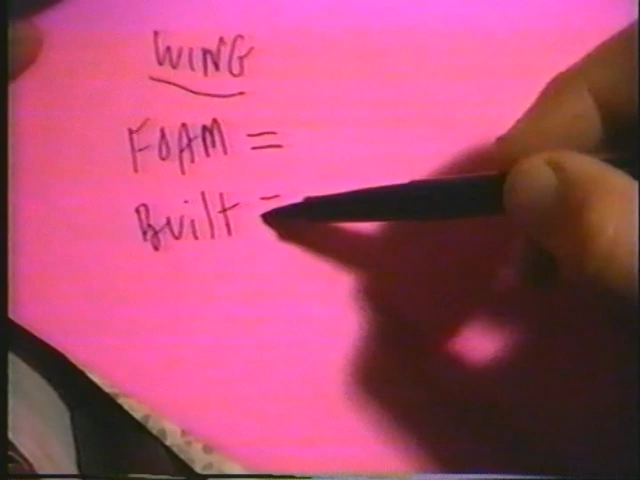 WING
FOAM =
Built =